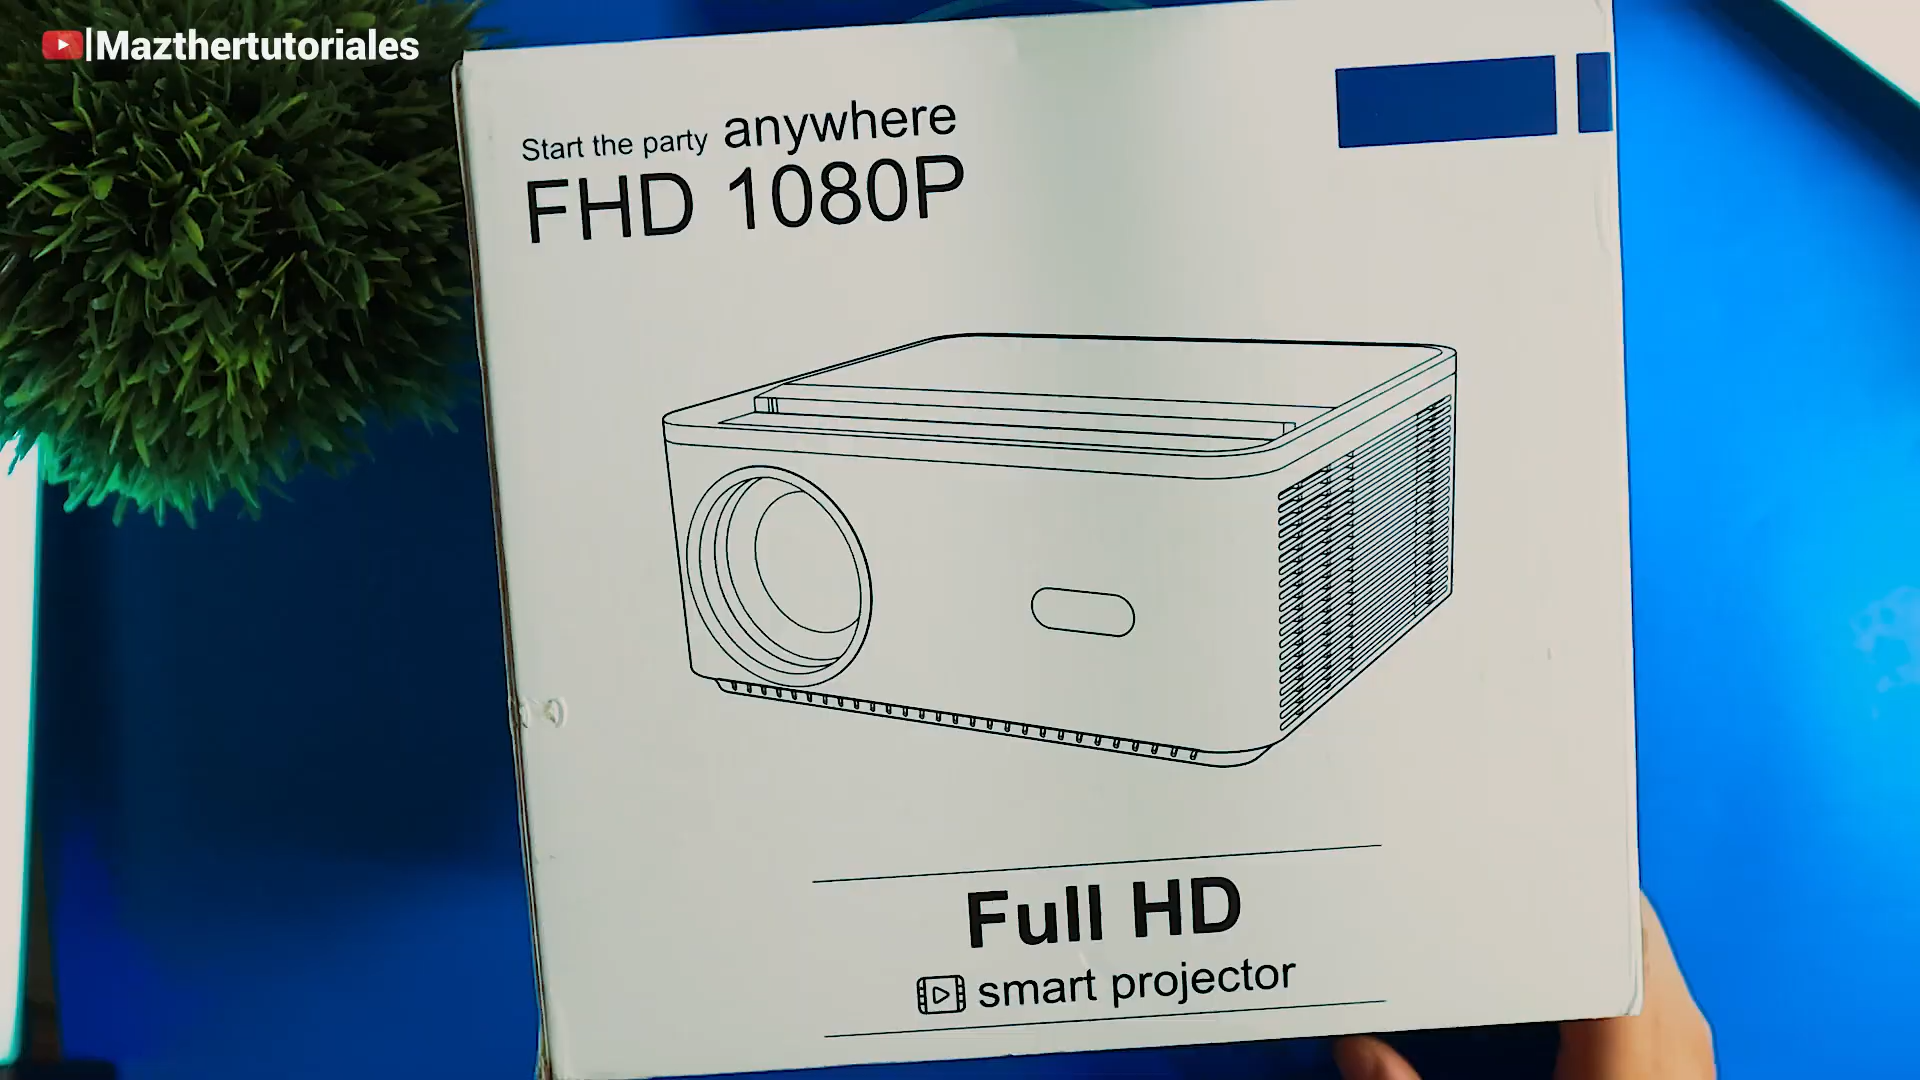 |Mazthertutoriales
Start the party anywhere
FHD 1080P
Full HD
smart projector